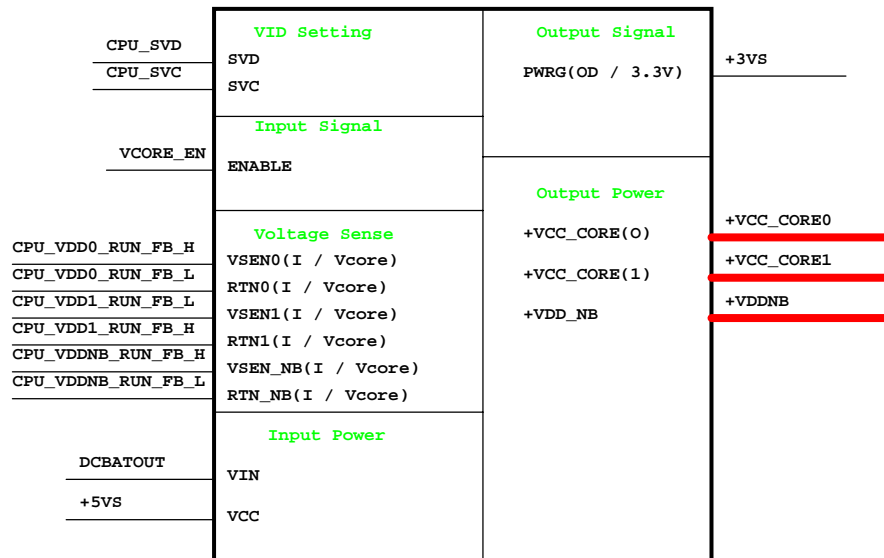 VID Setting
Output Signal
CPU_SVD
SVD
+3VS
CPU_SVC
PWRG(OD / 3.3V)
SVC
Input Signal
VCORE_EN
ENABLE
Output Power
+VCC_CORE0
Voltage Sense
+VCC_CORE(O)
CPU_VDD0_RUN_FB_H
VSEN0(I / Vcore)
+VCC_CORE1
CPU_VDD0_RUN_FB_L
+VCC_CORE(1)
RTN0(I / Vcore)
CPU_VDD1_RUN_FB_L
+VDDNB
VSEN1(I / Vcore)
+VDD_NB
CPU_VDD1_RUN_FB_H
RTN1(I / Vcore)
CPU_VDDNB_RUN_FB_H
VSEN_NB(I / Vcore)
CPU_VDDNB_RUN_FB_L
RTN_NB(I / Vcore)
Input Power
DCBATOUT
VIN
+5VS
VCC